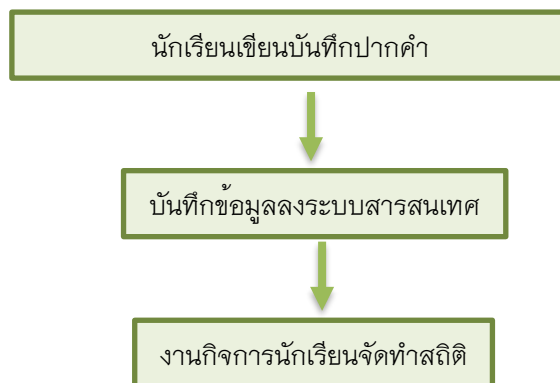 นักเรียนเขียนบันทึกปากคำ
บันทึกข้อมูลลงระบบสารสนเทศ
งานกิจการนักเรียนจัดทำสถิติ